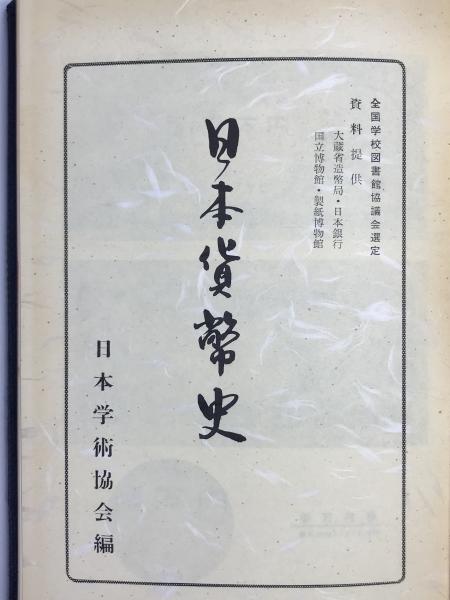 全国学校図書館協議会選定
資料提供
大蔵省造幣局・日本銀行
国立博物館・製紙博物館
日本貨幣史
日本学術協会編